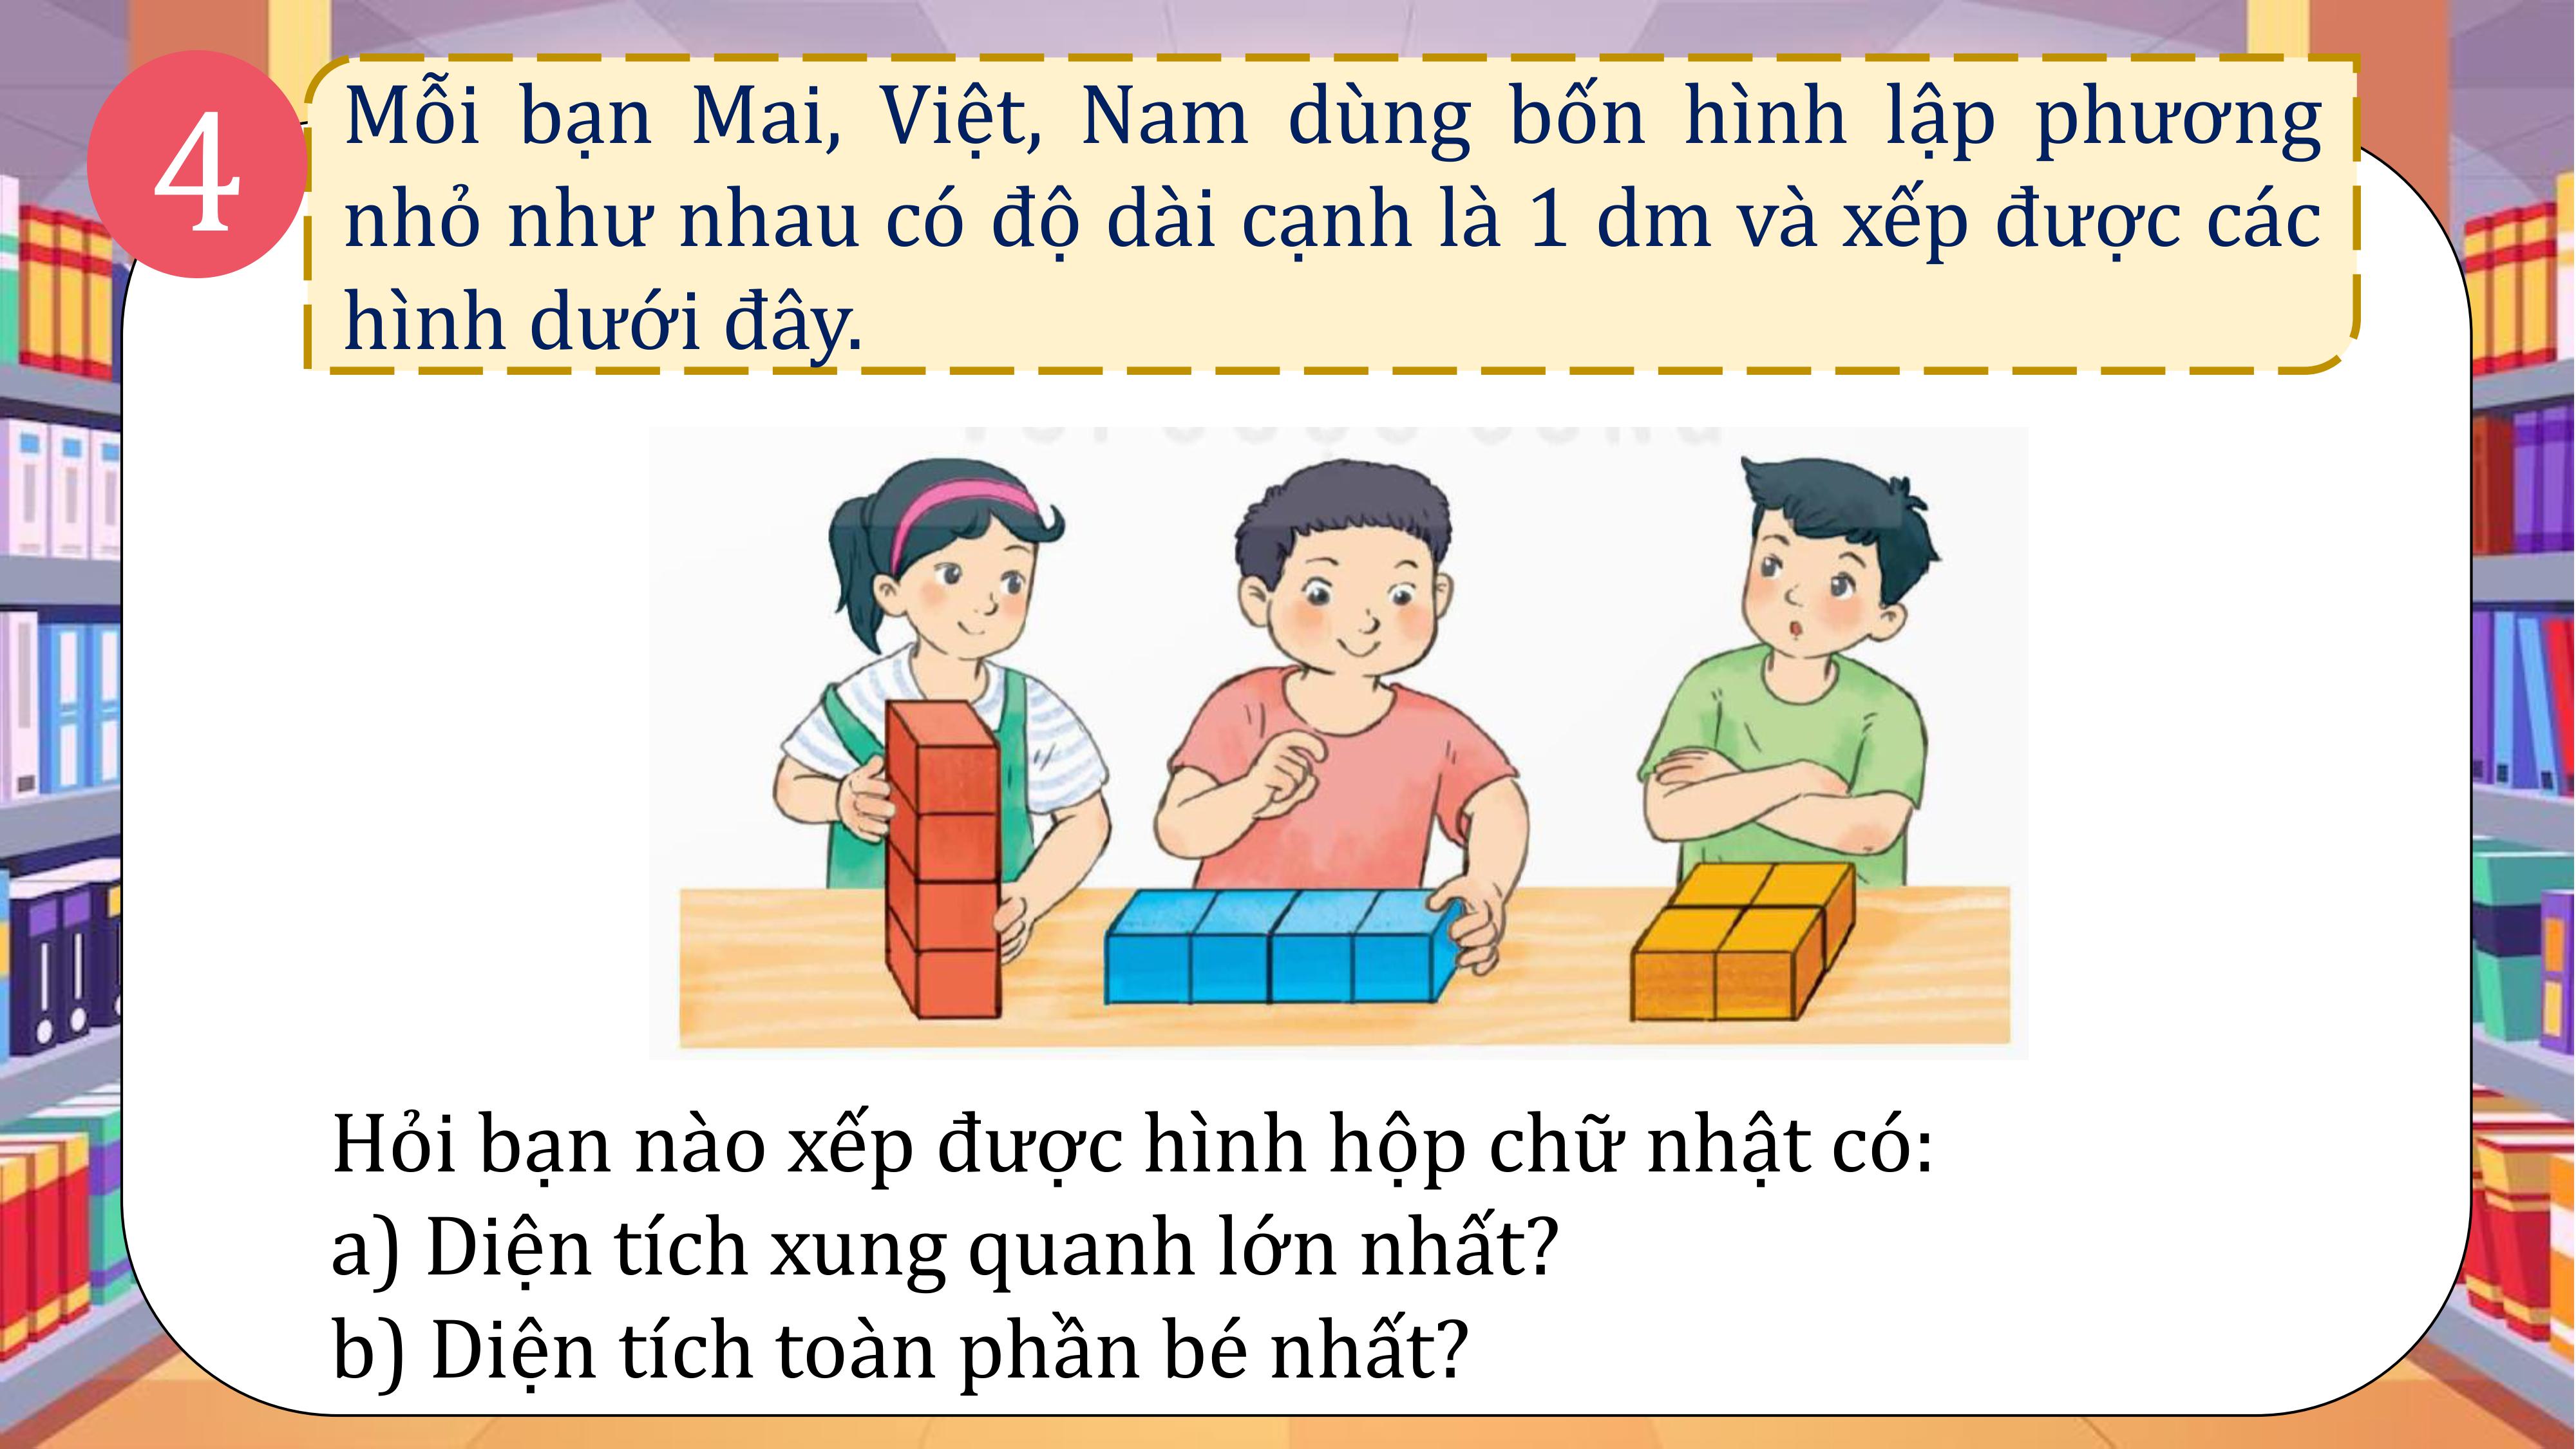 4
Mỗi bạn Mai, Việt, Nam dùng bốn hình lập phương
nhỏ như nhau có độ dài cạnh là 1 dm và xếp được các
hình dưới đây.
Hỏi bạn nào xếp được hình hộp chữ nhật có:
a) Diện tích xung quanh lớn nhất?
b) Diện tích toàn phần bé nhất?